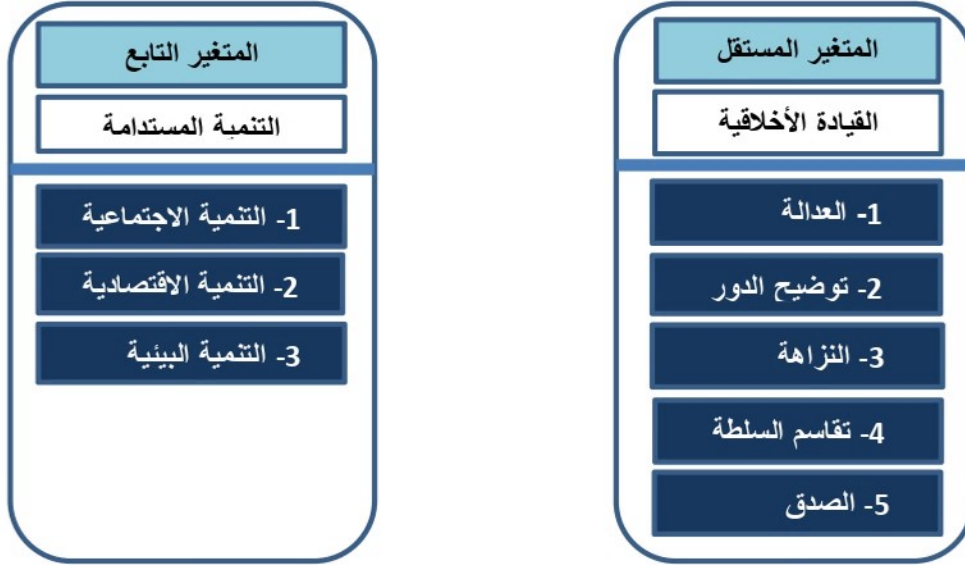 المتغير المستقل
القيادة الأخلاقية
1- العدالة
2- توضيح الدور
3- النزاهة
4- تقاسم السلطة
5- الصدق
المتغير التابع
التنمية المستدامة
1- التنمية الاجتماعية
2- التنمية الاقتصادية
3- التنمية البيئية